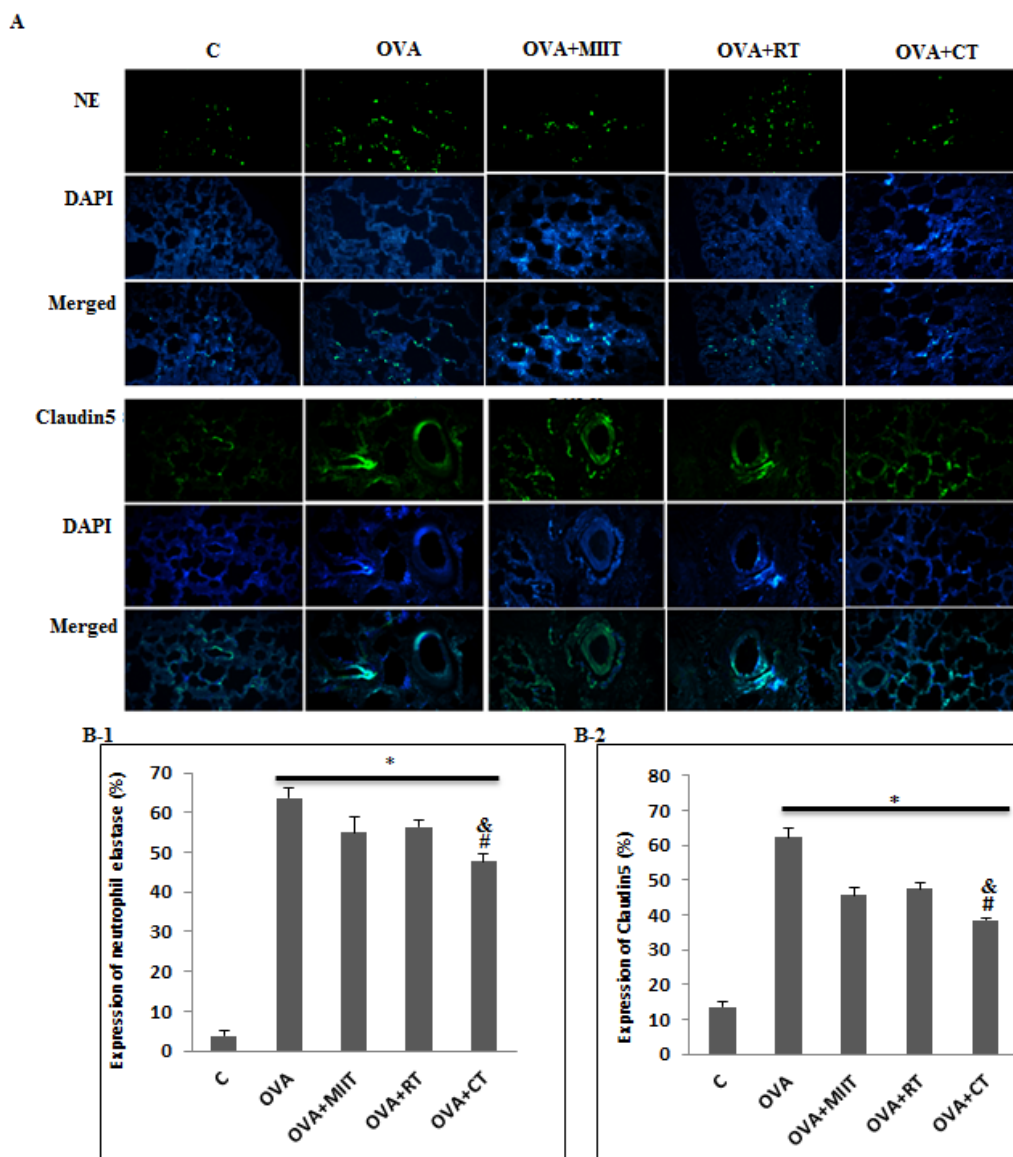 A
C OVA OVA+MIIT OVA+RT OVA+CT
NE
DAPI
Merged
Claudin5
DAPI
Merged
B-1
Expression of neutrophil elastase (%)
70
60
50
40
30
20
10
0
*
&
#
C OVA OVA+MIIT OVA+RT OVA+CT
B-2
Expression of Claudin5 (%)
80
70
60
50
40
30
20
10
0
*
&
#
C OVA OVA+MIIT OVA+RT OVA+CT